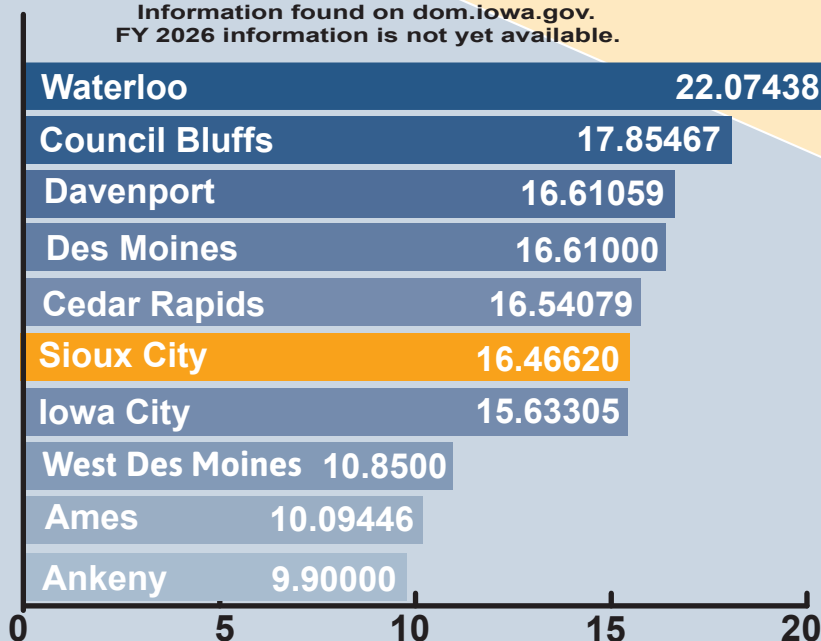 Information found on dom.iowa.gov.
FY 2026 information is not yet available.
Waterloo 22.07438
Council Bluffs 17.85467
Davenport 16.61059
Des Moines 16.61000
Cedar Rapids 16.54079
Sioux City 16.46620
Iowa City 15.63305
West Des Moines 10.8500
Ames 10.09446
Ankeny 9.90000
0 5 10 15 20